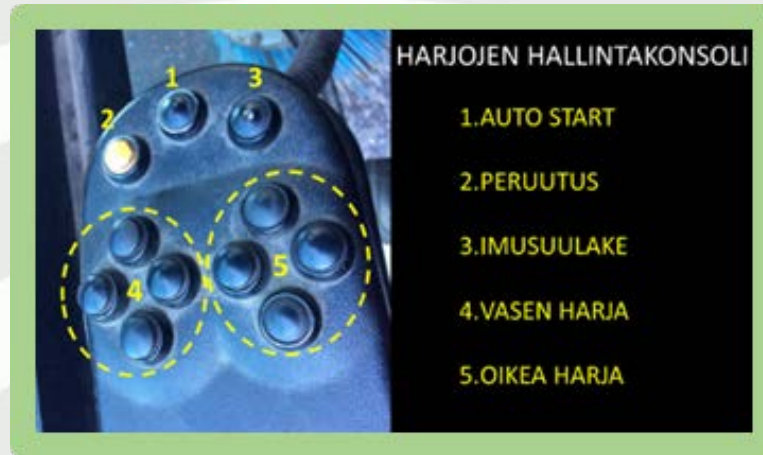 HARJOJEN HALLINTAKONSOLI
1
3
2
4
5
1.AUTO START
2.PERUUTUS
3.IMUSUULAKE
4.VASEN HARJA
5.OIKEA HARJA